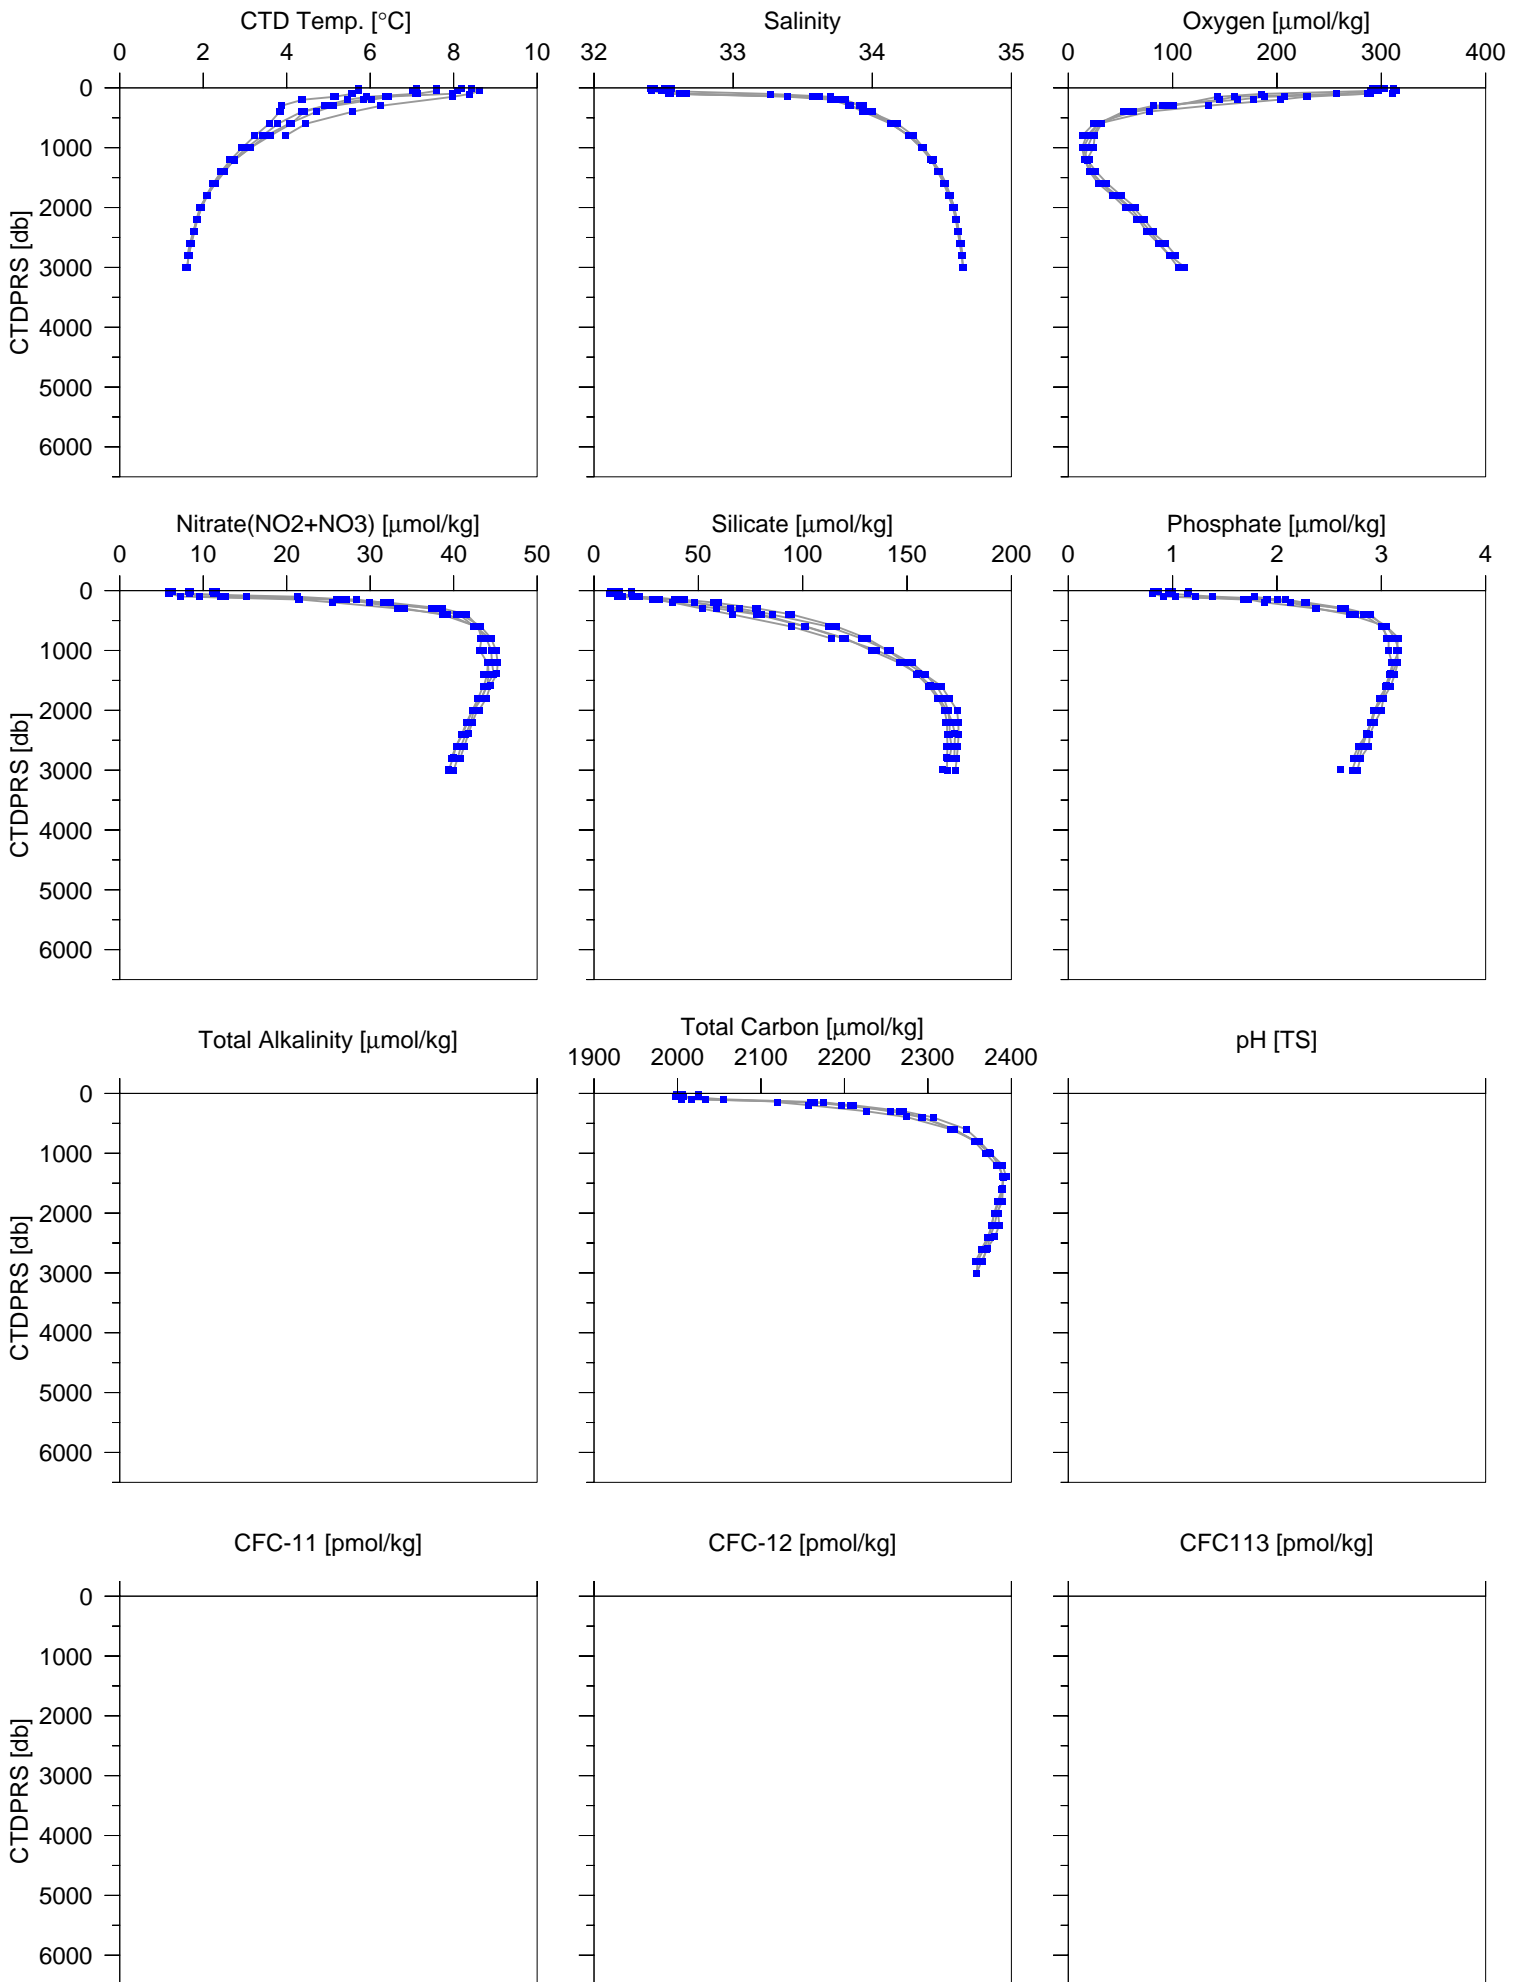 CTD Temp. [°C] Salinity Oxygen [μmol/kg]
0 2 4 6 8 10 32 33 34 35 0 100 200 300 400
0
1000
2000
3000
4000
5000
6000
CTDPRS [db]
Nitrate(NO2+NO3) [μmol/kg] Silicate [μmol/kg] Phosphate [μmol/kg]
0 10 20 30 40 50 0 50 100 150 200 0 1 2 3 4
0
1000
2000
3000
4000
5000
6000
CTDPRS [db]
Total Alkalinity [μmol/kg] Total Carbon [μmol/kg] pH [TS]
1900 2000 2100 2200 2300 2400
0
1000
2000
3000
4000
5000
6000
CTDPRS [db]
CFC-11 [pmol/kg] CFC-12 [pmol/kg] CFC113 [pmol/kg]
0
1000
2000
3000
4000
5000
6000
CTDPRS [db]